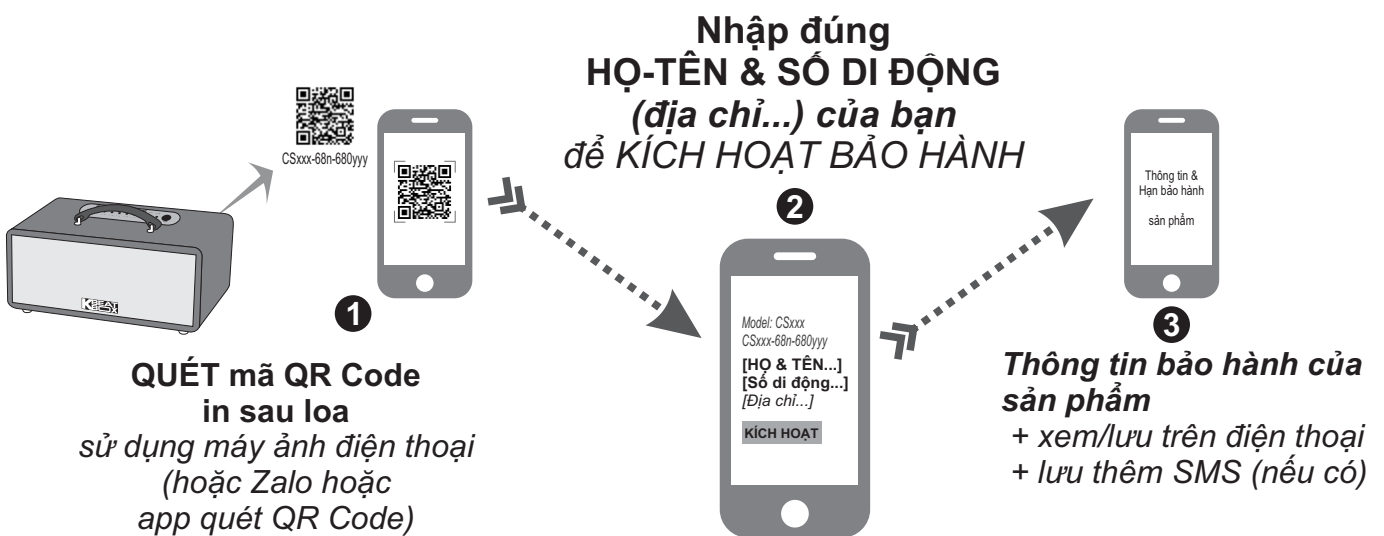 Nhập đúng
HỌ-TÊN & SỐ DI ĐỘNG
(địa chỉ...) của bạn
để KÍCH HOẠT BẢO HÀNH
CSxxx-68n-680yyy
KBEATBOX
1
QUÉT mã QR Code
in sau loa
sử dụng máy ảnh điện thoại
(hoặc Zalo hoặc
app quét QR Code)
2
Model: CSxxx
CSxxx-68n-680yyy
[HỌ & TÊN...]
[Số di động...]
[Địa chỉ...]
KÍCH HOẠT
Thông tin &
Hạn bảo hành
sản phẩm
3
Thông tin bảo hành của
sản phẩm
+ xem/lưu trên điện thoại
+ lưu thêm SMS (nếu có)